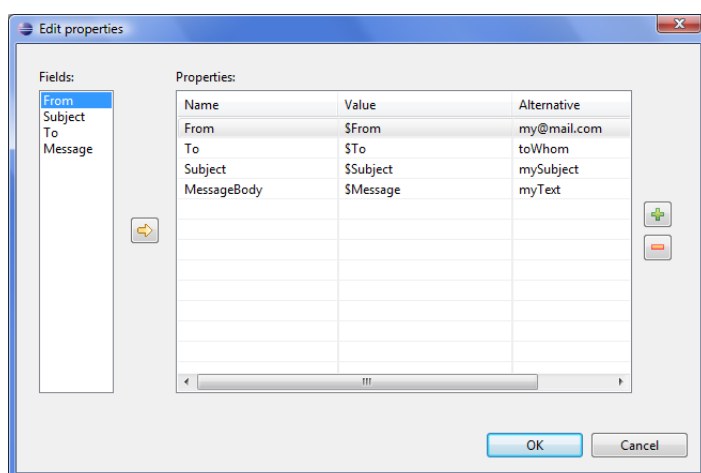 Edit properties
Fields:
Properties:
From
Subject
To
Message
Name Value Alternative
From $From my@mail.com
To $To toWhom
Subject $Subject mySubject
MessageBody $Message myText
OK Cancel